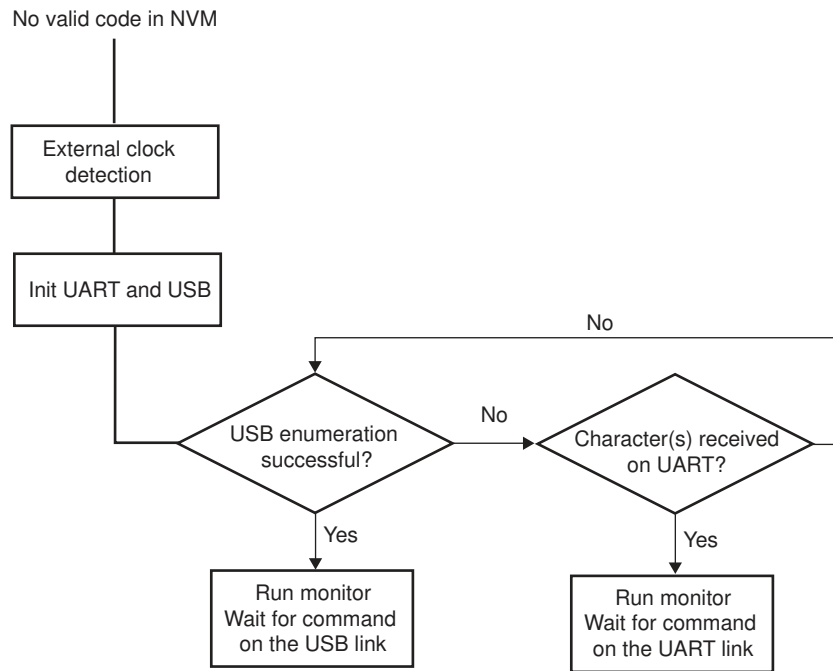 No valid code in NVM
External clock
detection
Init UART and USB
No
USB enumeration
successful?
No
Character(s) received
on UART?
Yes
Yes
Run monitor
Wait for command
on the USB link
Run monitor
Wait for command
on the UART link